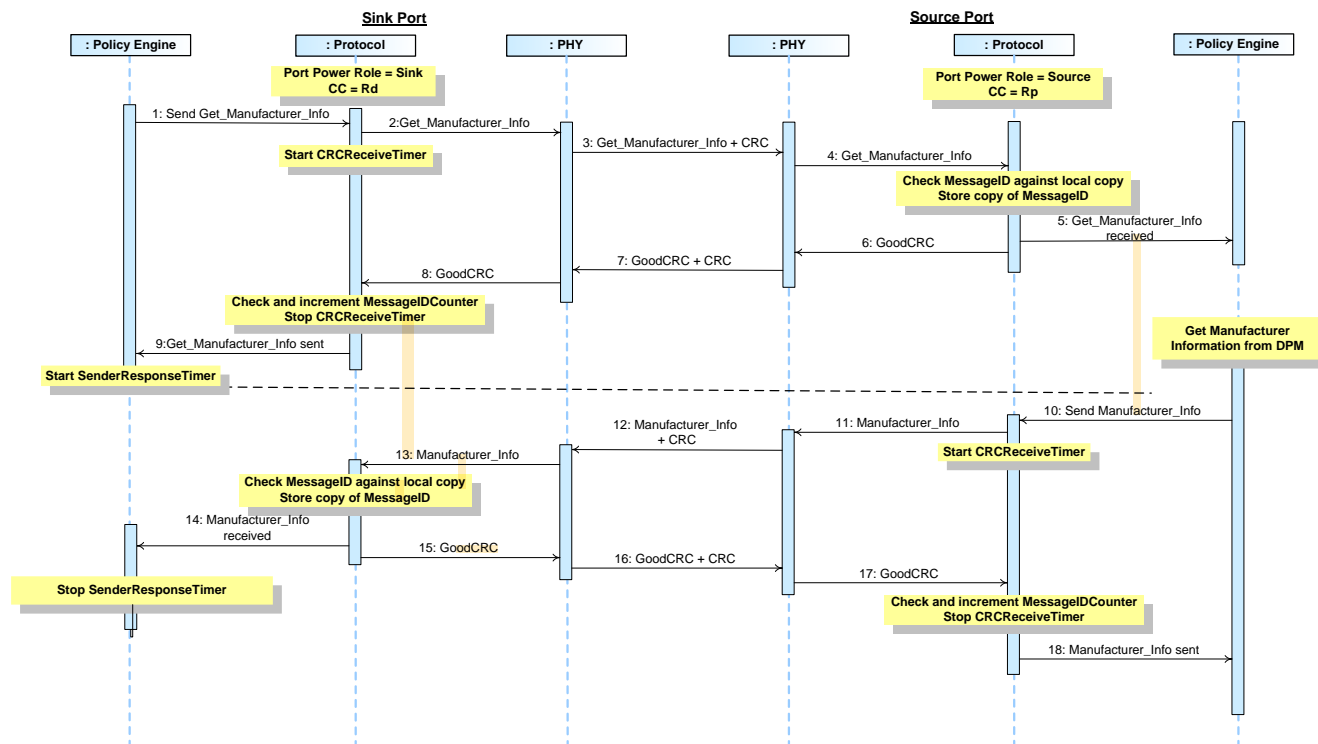 Sink Port
Source Port
: Policy Engine
: Protocol
: PHY
: PHY
: Protocol
: Policy Engine
Port Power Role = Sink
CC = Rd
Port Power Role = Source
CC = Rp
1: Send Get_Manufacturer_Info
2:Get_Manufacturer_Info
Start CRCReceiveTimer
3: Get_Manufacturer_Info + CRC
4: Get_Manufacturer_Info
Check MessageID against local copy
Store copy of MessageID
5: Get_Manufacturer_Info
received
6: GoodCRC
7: GoodCRC + CRC
8: GoodCRC
Check and increment MessageIDCounter
Stop CRCReceiveTimer
9:Get_Manufacturer_Info sent
Start SenderResponseTimer
Get Manufacturer
Information from DPM
10: Send Manufacturer_Info
11: Manufacturer_Info
Start CRCReceiveTimer
12: Manufacturer_Info
+ CRC
13: Manufacturer_Info
Check MessageID against local copy
Store copy of MessageID
14: Manufacturer_Info
received
15: GoodCRC
16: GoodCRC + CRC
17: GoodCRC
Stop SenderResponseTimer
Check and increment MessageIDCounter
Stop CRCReceiveTimer
18: Manufacturer_Info sent